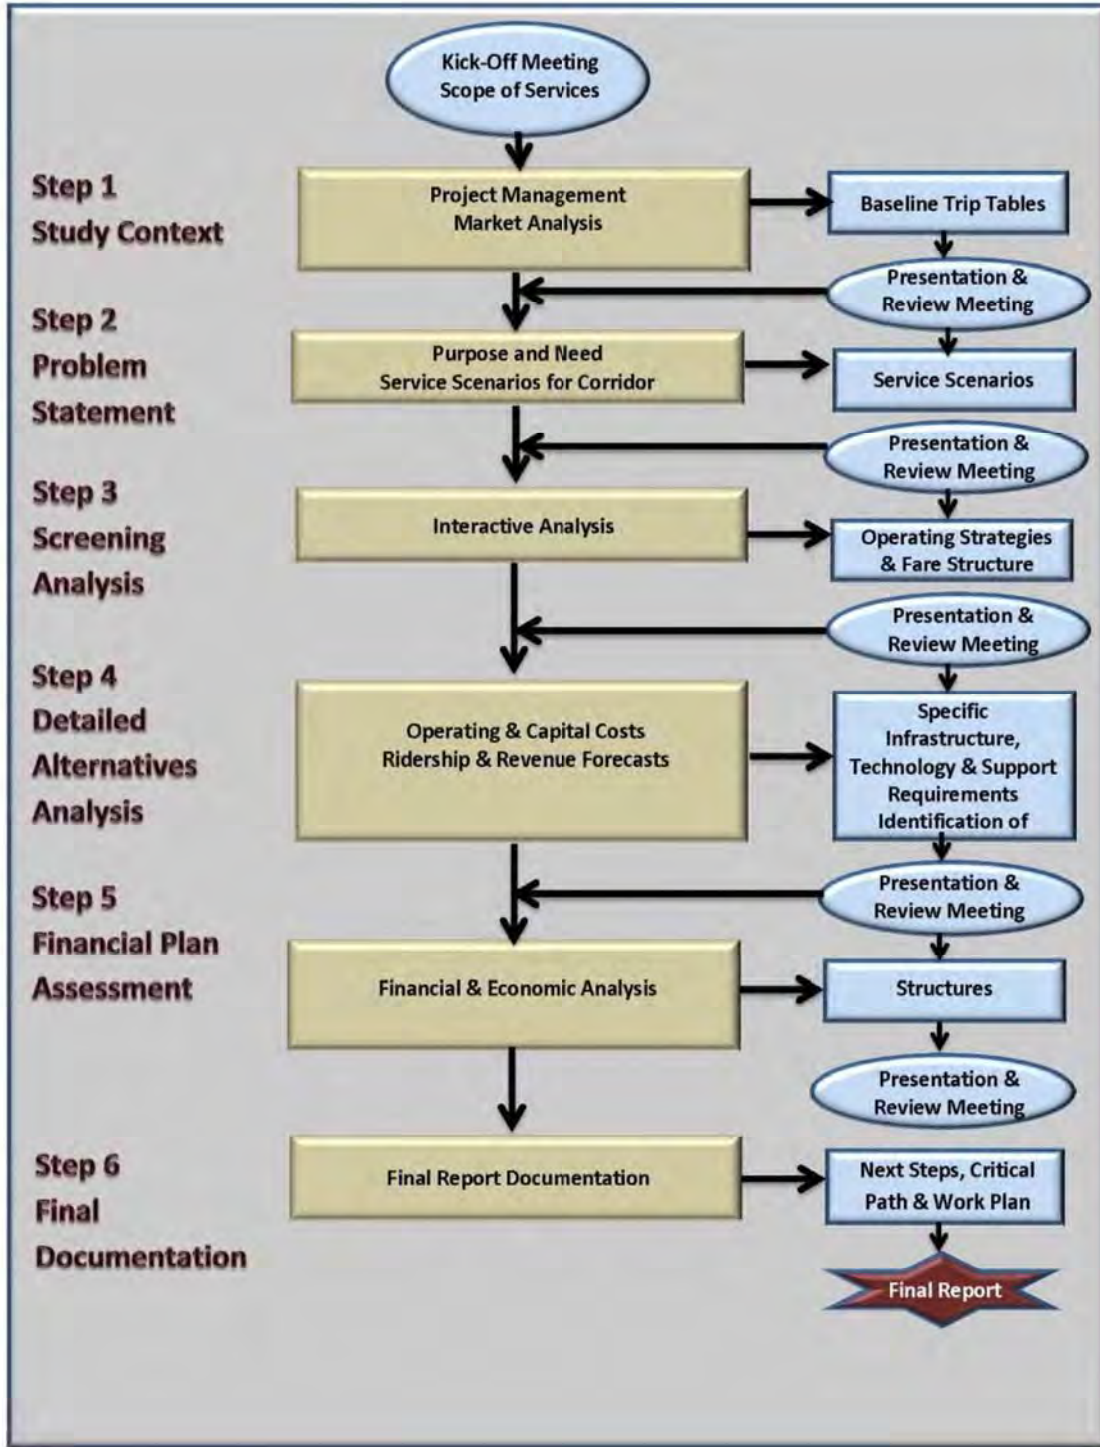 Kick-Off Meeting
Scope of Services
Step 1
Study Context
Project Management
Market Analysis
Baseline Trip Tables
Presentation &
Review Meeting
Step 2
Problem
Statement
Purpose and Need
Service Scenarios for Corridor
Service Scenarios
Presentation &
Review Meeting
Step 3
Screening
Analysis
Interactive Analysis
Operating Strategies
& Fare Structure
Presentation &
Review Meeting
Step 4
Detailed
Alternatives
Analysis
Operating & Capital Costs
Ridership & Revenue Forecasts
Specific
Infrastructure,
Technology & Support
Requirements
Identification of
Presentation &
Review Meeting
Step 5
Financial Plan
Assessment
Financial & Economic Analysis
Structures
Presentation &
Review Meeting
Step 6
Final
Documentation
Final Report Documentation
Next Steps, Critical
Path & Work Plan
Final Report